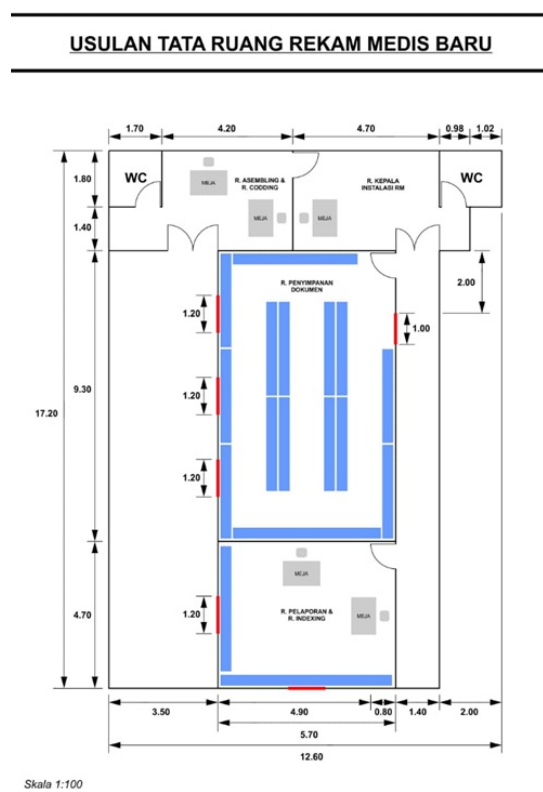 USULAN TATA RUANG REKAM MEDIS BARU
1.70
4.20
4.70
0.98
1.02
1.80
WC
R. ASEMBLING &
R. CODDING
MEJA
R. KEPALA
INSTALASI RM
WC
1.40
MEJA
MEJA
R. PENYIMPANAN
DOKUMEN
2.00
1.20
1.00
9.30
1.20
17.20
1.20
MEJA
4.70
1.20
R. PELAPORAN &
R. INDEXING
MEJA
3.50
4.90
0.80
1.40
2.00
5.70
12.60
Skala 1:100